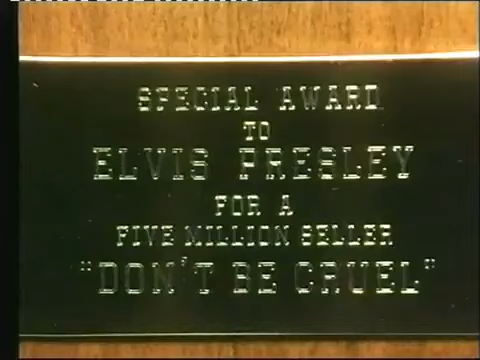 SPECIAL AWARD
TO
ELVIS PRESLEY
FOR A
FIVE MILLION SELLER
"DON'T BE CRUEL"